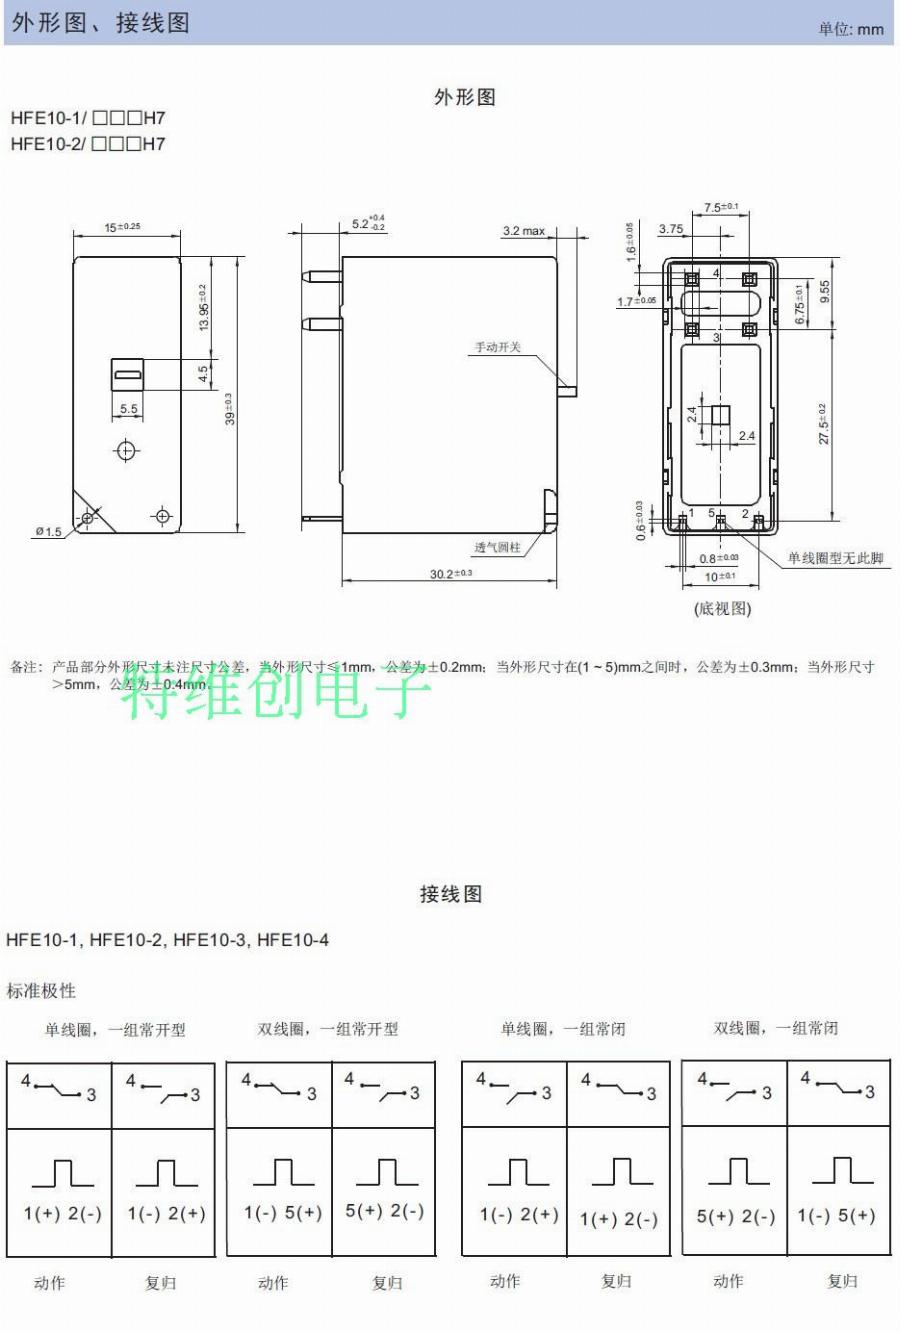 外形图、接线图
单位: mm
外形图
HFE10-1/ □□□H7
HFE10-2/ □□□H7
15±0.25
13.95±0.2
4.5
39±0.3
5.5
Ø1.5
5.2 +0.4 -0.2
3.2 max
手动开关
透气圆柱
30.2±0.3
7.5±0.1
3.75
1.6±0.05
1.7±0.05
4
3
6.75±0.1
9.55
2.4
2.4
27.5±0.2
0.6±0.03
1 5 2
0.8±0.03
10±0.1
单线圈型无此脚
(底视图)
备注: 产品部分外形尺寸未注尺寸公差，当外形尺寸≤1mm，公差为±0.2mm；当外形尺寸在(1~5)mm之间时，公差为±0.3mm；当外形尺寸
>5mm，公差为±0.4mm。
特维创电子
接线图
HFE10-1, HFE10-2, HFE10-3, HFE10-4
标准极性
单线圈，一组常开型 双线圈，一组常开型 单线圈，一组常闭 双线圈，一组常闭
4 3 4 3 4 3 4 3 4 3 4 3 4 3 4 3
1(+) 2(-) 1(-) 2(+) 1(-) 5(+) 5(+) 2(-) 1(-) 2(+) 1(+) 2(-) 5(+) 2(-) 1(-) 5(+)
动作 复归 动作 复归 动作 复归 动作 复归